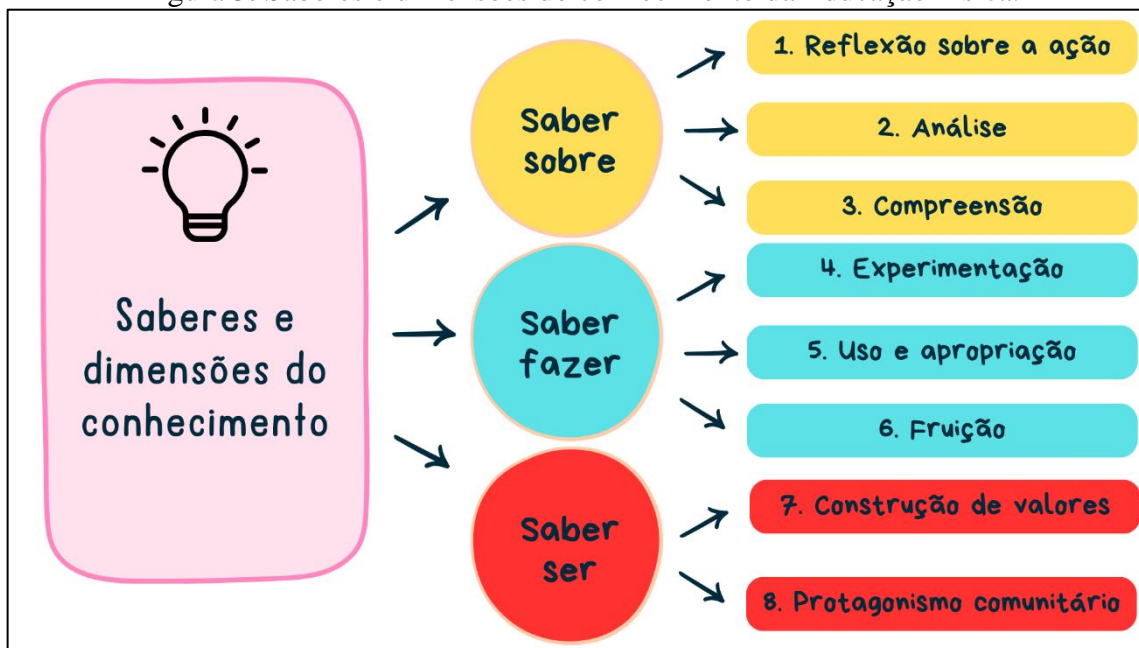 Saberes e
dimensões do
conhecimento
Saber
sobre
1. Reflexão sobre a ação
2. Análise
3. Compreensão
Saber
fazer
4. Experimentação
5. Uso e apropriação
6. Fruição
Saber
ser
7. Construção de valores
8. Protagonismo comunitário